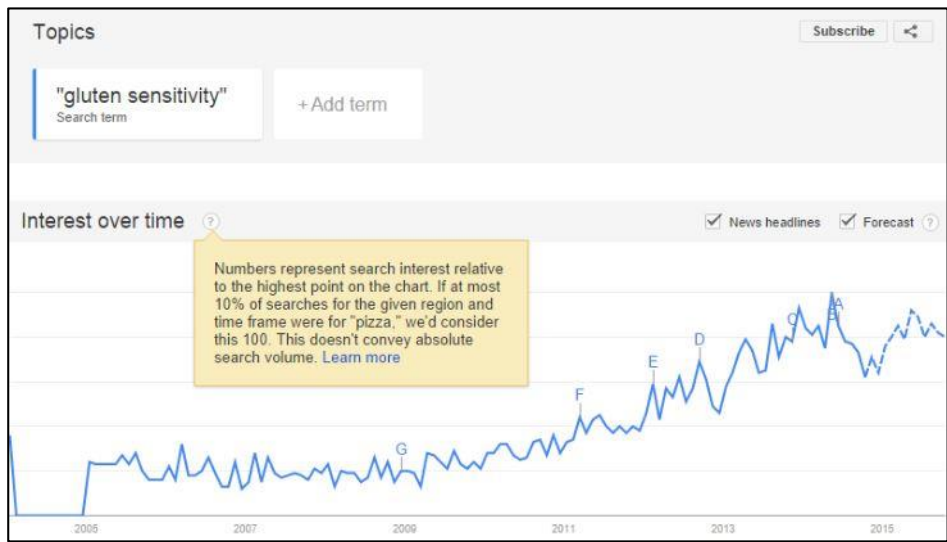 Topics
Subscribe
"gluten sensitivity"
Search term
+Add term
Interest over time ?
News headlines Forecast ?
Numbers represent search interest relative
to the highest point on the chart. If at most
10% of searches for the given region and
time frame were for "pizza," we'd consider
this 100. This doesn't convey absolute
search volume. Learn more
A
C
B
D
E
F
G
2005 2007 2009 2011 2013 2015